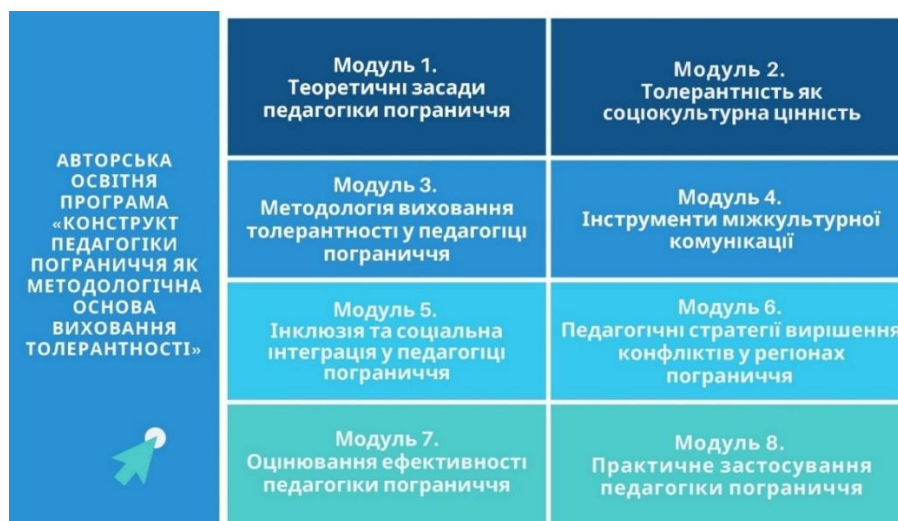 АВТОРСЬКА
ОСВІТНЯ
ПРОГРАМА
«КОНСТРУКТ
ПЕДАГОГІКИ
ПОГРАНИЧЧЯ ЯК
МЕТОДОЛОГІЧНА
ОСНОВА
ВИХОВАННЯ
ТОЛЕРАНТНОСТІ»
Модуль 1.
Теоретичні засади
педагогіки пограниччя
Модуль 2.
Толерантність як
соціокультурна цінність
Модуль 3.
Методологія виховання
толерантності у педагогіці
пограниччя
Модуль 4.
Інструменти міжкультурної
комунікації
Модуль 5.
Інклюзія та соціальна
інтеграція у педагогіці
пограниччя
Модуль 6.
Педагогічні стратегії вирішення
конфліктів у регіонах
пограниччя
Модуль 7.
Оцінювання ефективності
педагогіки пограниччя
Модуль 8.
Практичне застосування
педагогіки пограниччя